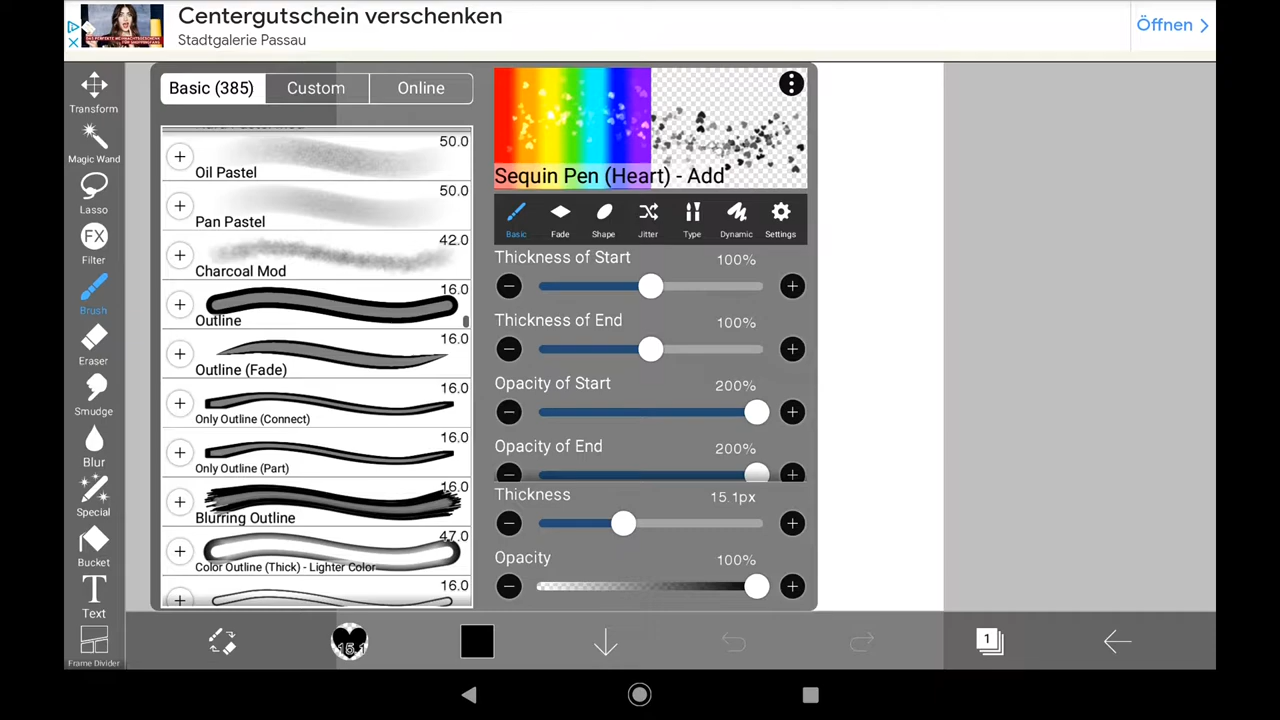 Centergutschein verschenken
Stadtgalerie Passau
Öffnen
Transform
Magic Wand
Lasso
FX
Filter
Brush
Eraser
Smudge
Blur
Special
Bucket
T
Text
Frame Divider
Basic (385)
Custom
Online
50.0
Oil Pastel
50.0
Pan Pastel
42.0
Charcoal Mod
16.0
Outline
16.0
Outline (Fade)
16.0
Only Outline (Connect)
16.0
Only Outline (Part)
16.0
Blurring Outline
47.0
Color Outline (Thick) - Lighter Color
16.0
Sequin Pen (Heart) - Add
Basic
Fade
Shape
Jitter
Type
Dynamic
Settings
Thickness of Start 100%
Thickness of End 100%
Opacity of Start 200%
Opacity of End 200%
Thickness 15.1px
Opacity 100%
15.1
1